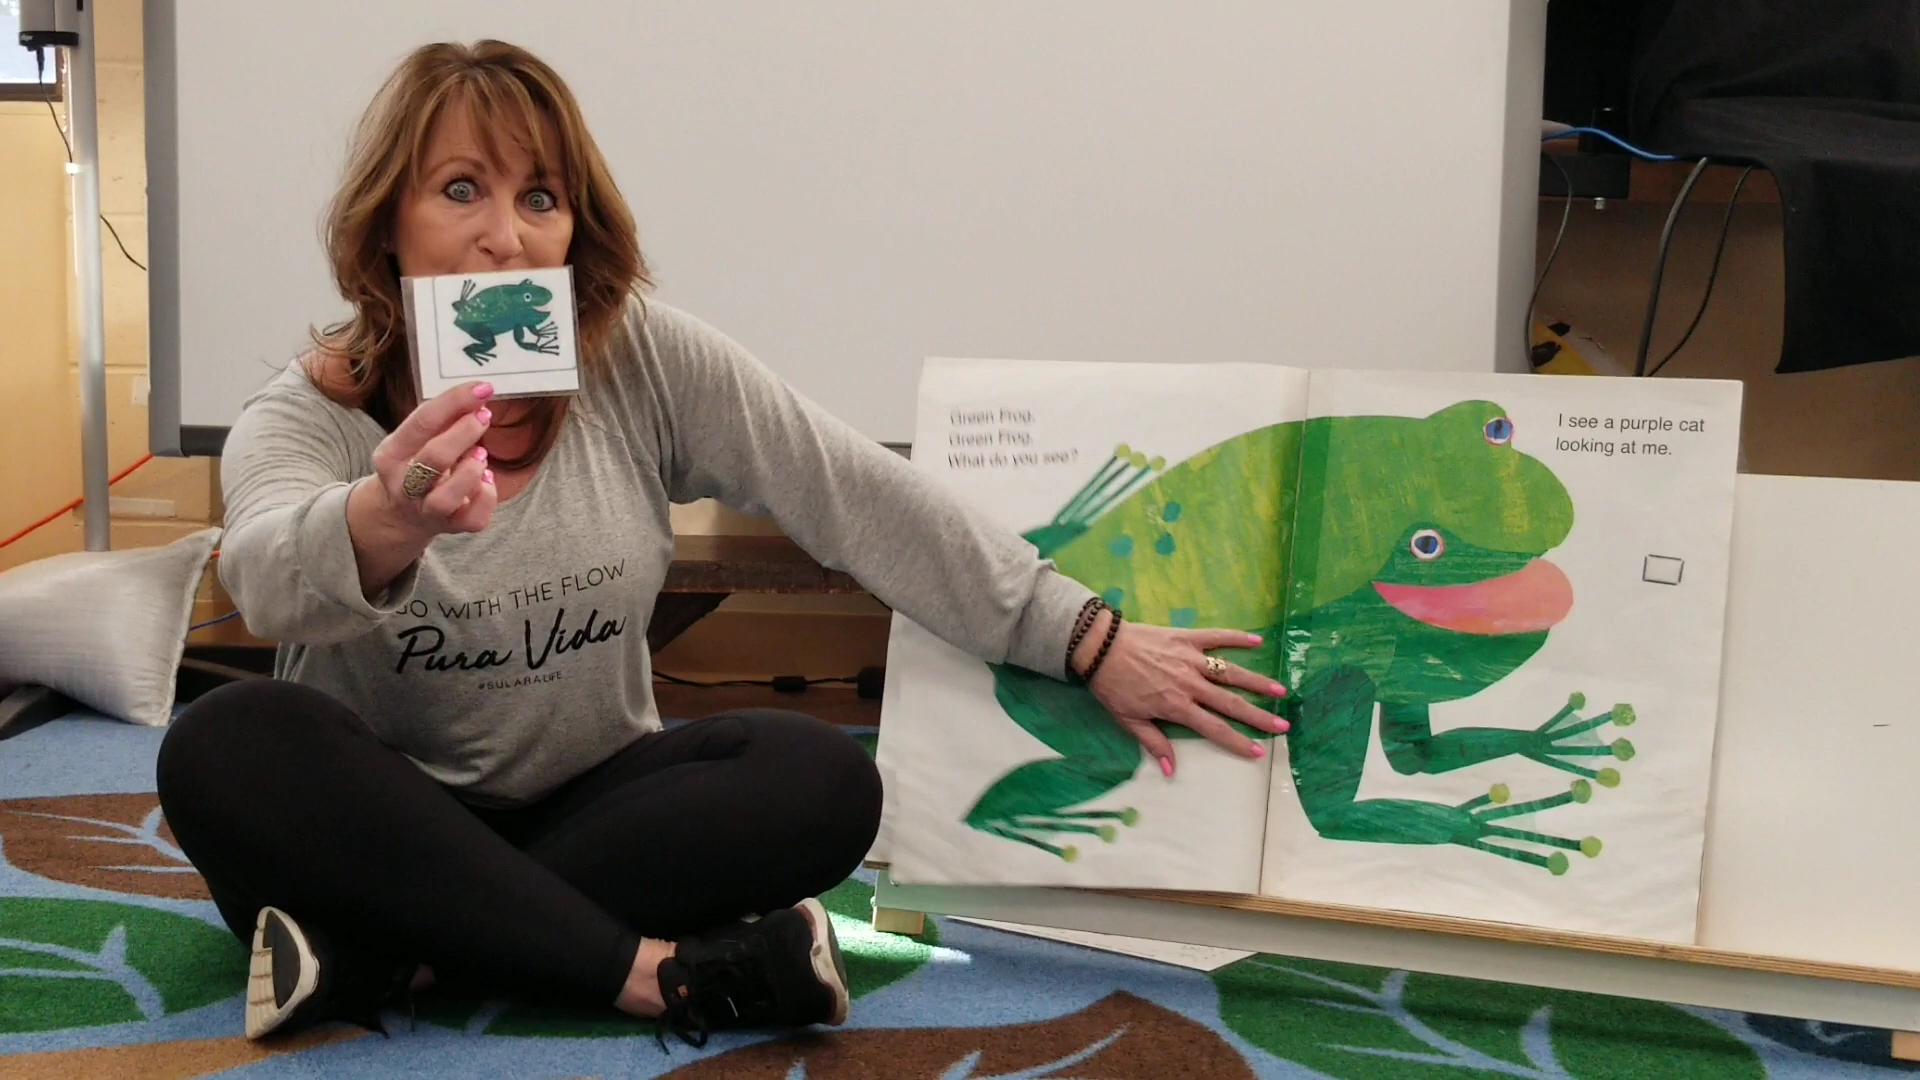 GO WITH THE FLOW
Pura Vida
#SULARALIFE
Green Frog,
Green Frog,
What do you see?
I see a purple cat
looking at me.